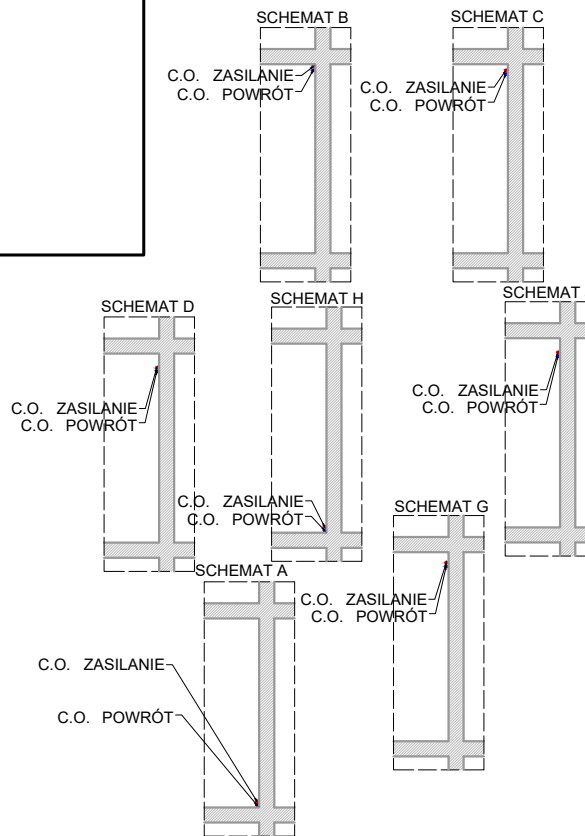 SCHEMAT B
C.O. ZASILANIE
C.O. POWRÓT
SCHEMAT C
C.O. ZASILANIE
C.O. POWRÓT
SCHEMAT D
C.O. ZASILANIE
C.O. POWRÓT
SCHEMAT H
C.O. ZASILANIE
C.O. POWRÓT
SCHEMAT
C.O. ZASILANIE
C.O. POWRÓT
SCHEMAT A
C.O. ZASILANIE
C.O. POWRÓT
SCHEMAT G
C.O. ZASILANIE
C.O. POWRÓT